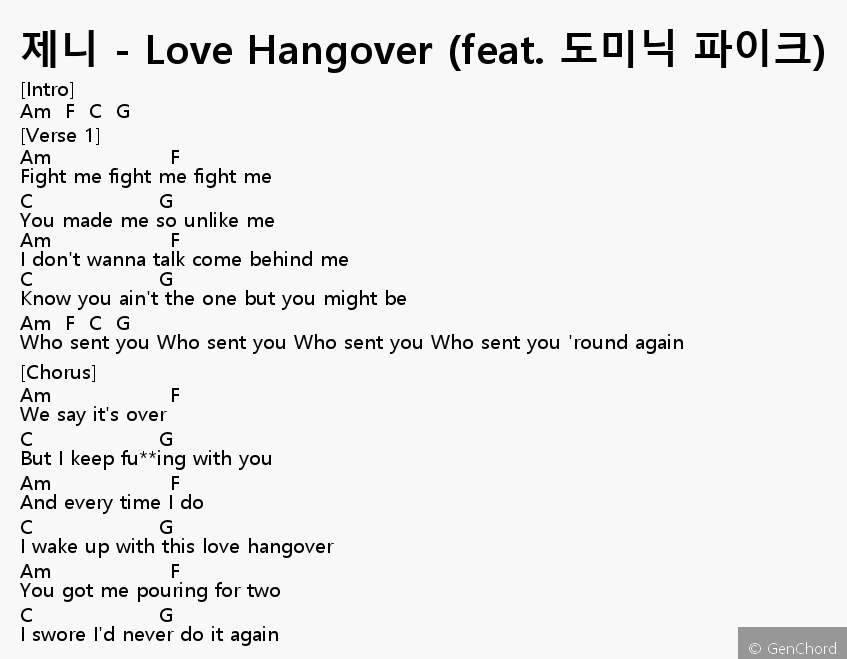 제니 - Love Hangover (feat. 도미닉 파이크)
[Intro]
Am F C G
[Verse 1]
Am F
Fight me fight me fight me
C G
You made me so unlike me
Am F
I don't wanna talk come behind me
C G
Know you ain't the one but you might be
Am F C G
Who sent you Who sent you Who sent you Who sent you 'round again
[Chorus]
Am F
We say it's over
C G
But I keep fu**ing with you
Am F
And every time I do
C G
I wake up with this love hangover
Am F
You got me pouring for two
C G
I swore I'd never do it again
© GenChord